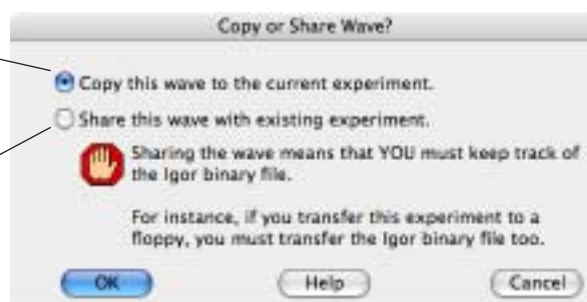 Copy or Share Wave?
Copy this wave to the current experiment.
Share this wave with existing experiment.
Sharing the wave means that YOU must keep track of
the Igor binary file.
For instance, if you transfer this experiment to a
floppy, you must transfer the Igor binary file too.
OK Help Cancel